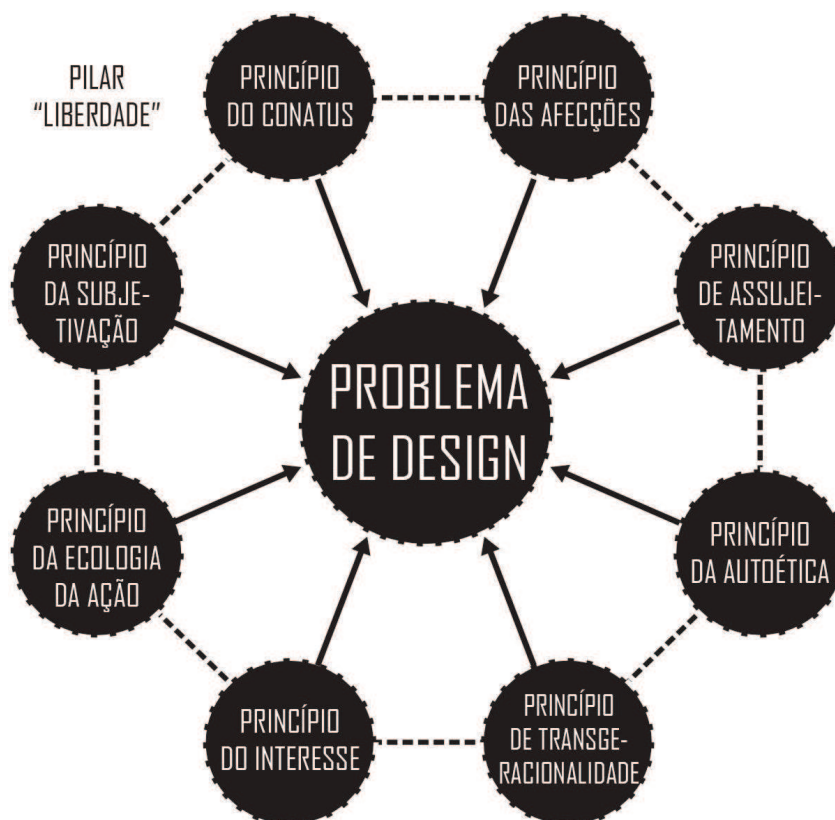 PILAR
“LIBERDADE”
PRINCÍPIO
DO CONATUS
PRINCÍPIO
DAS AFECÇÕES
PRINCÍPIO
DA SUBJE-
TIVAÇÃO
PRINCÍPIO
DE ASSUJEI-
TAMENTO
PROBLEMA
DE DESIGN
PRINCÍPIO
DA ECOLOGIA
DA AÇÃO
PRINCÍPIO
DA AUTOÉTICA
PRINCÍPIO
DO INTERESSE
PRINCÍPIO
DE TRANSGE-
RACIONALIDADE